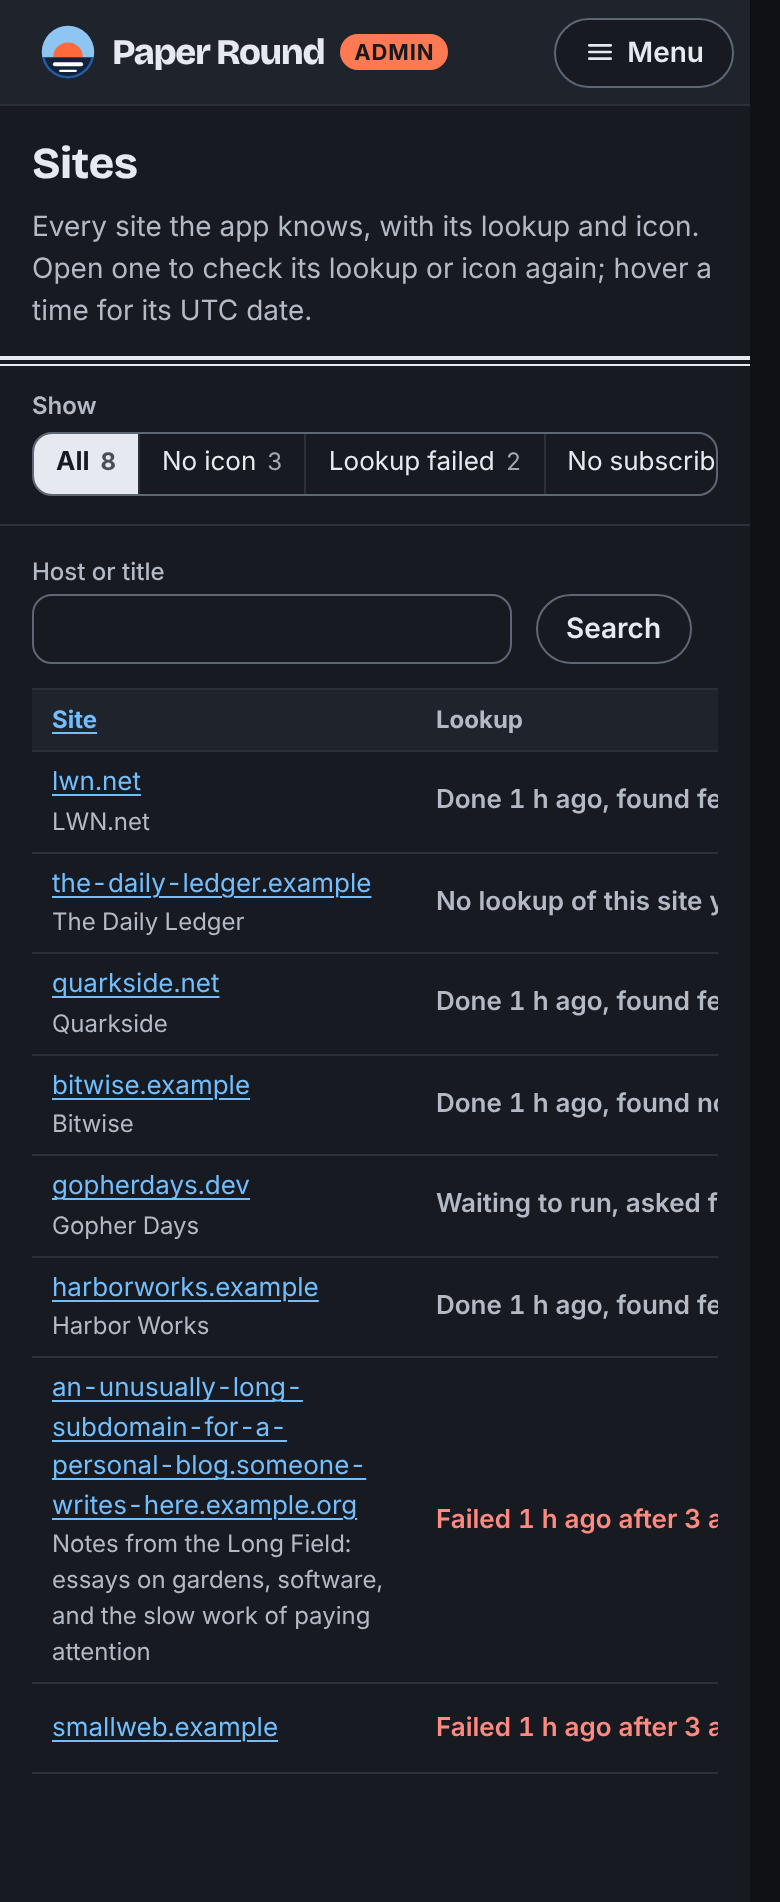 Paper Round ADMIN Menu
Sites
Every site the app knows, with its lookup and icon.
Open one to check its lookup or icon again; hover a
time for its UTC date.
Show
All 8 No icon 3 Lookup failed 2 No subscrib
Host or title
Search
Site Lookup
lwn.net
LWN.net
Done 1 h ago, found fe
the-daily-ledger.example
The Daily Ledger
No lookup of this site y
quarkside.net
Quarkside
Done 1 h ago, found fe
bitwise.example
Bitwise
Done 1 h ago, found no
gopherdays.dev
Gopher Days
Waiting to run, asked f
harborworks.example
Harbor Works
Done 1 h ago, found fe
an-unusually-long-
subdomain-for-a-
personal-blog.someone-
writes-here.example.org
Notes from the Long Field:
essays on gardens, software,
and the slow work of paying
attention
Failed 1 h ago after 3 a
smallweb.example
Failed 1 h ago after 3 a